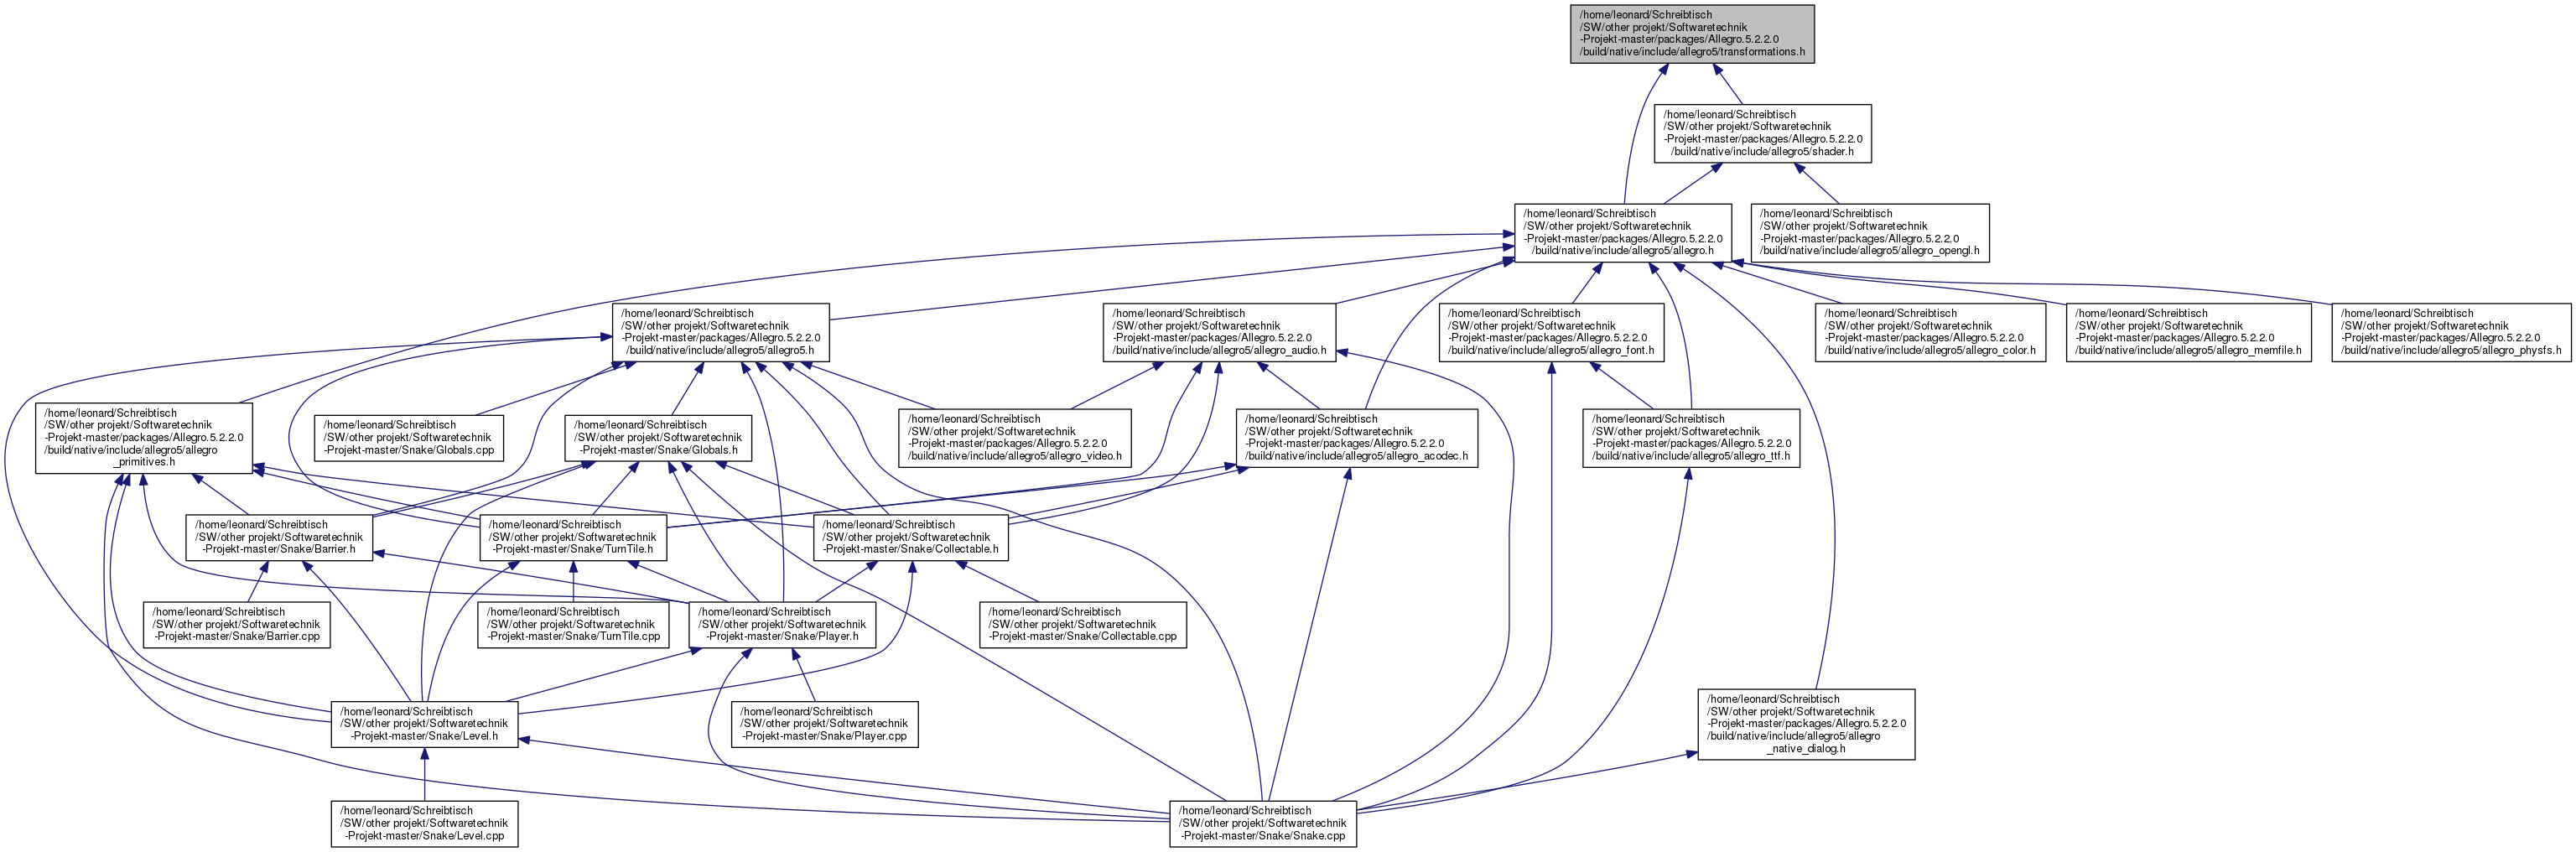 /home/leonard/Schreibtisch
/SW/other projekt/Softwaretechnik
-Projekt-master/packages/Allegro.5.2.2.0
/build/native/include/allegro5/transformations.h
/home/leonard/Schreibtisch
/SW/other projekt/Softwaretechnik
-Projekt-master/packages/Allegro.5.2.2.0
/build/native/include/allegro5/shader.h
/home/leonard/Schreibtisch
/SW/other projekt/Softwaretechnik
-Projekt-master/packages/Allegro.5.2.2.0
/build/native/include/allegro5/allegro.h
/home/leonard/Schreibtisch
/SW/other projekt/Softwaretechnik
-Projekt-master/packages/Allegro.5.2.2.0
/build/native/include/allegro5/allegro_opengl.h
/home/leonard/Schreibtisch
/SW/other projekt/Softwaretechnik
-Projekt-master/packages/Allegro.5.2.2.0
/build/native/include/allegro5/allegro5.h
/home/leonard/Schreibtisch
/SW/other projekt/Softwaretechnik
-Projekt-master/packages/Allegro.5.2.2.0
/build/native/include/allegro5/allegro_audio.h
/home/leonard/Schreibtisch
/SW/other projekt/Softwaretechnik
-Projekt-master/packages/Allegro.5.2.2.0
/build/native/include/allegro5/allegro_font.h
/home/leonard/Schreibtisch
/SW/other projekt/Softwaretechnik
-Projekt-master/packages/Allegro.5.2.2.0
/build/native/include/allegro5/allegro_color.h
/home/leonard/Schreibtisch
/SW/other projekt/Softwaretechnik
-Projekt-master/packages/Allegro.5.2.2.0
/build/native/include/allegro5/allegro_memfile.h
/home/leonard/Schreibtisch
/SW/other projekt/Softwaretechnik
-Projekt-master/packages/Allegro.5.2.2.0
/build/native/include/allegro5/allegro_physfs.h
/home/leonard/Schreibtisch
/SW/other projekt/Softwaretechnik
-Projekt-master/packages/Allegro.5.2.2.0
/build/native/include/allegro5/allegro
_primitives.h
/home/leonard/Schreibtisch
/SW/other projekt/Softwaretechnik
-Projekt-master/Snake/Globals.cpp
/home/leonard/Schreibtisch
/SW/other projekt/Softwaretechnik
-Projekt-master/Snake/Globals.h
/home/leonard/Schreibtisch
/SW/other projekt/Softwaretechnik
-Projekt-master/packages/Allegro.5.2.2.0
/build/native/include/allegro5/allegro_video.h
/home/leonard/Schreibtisch
/SW/other projekt/Softwaretechnik
-Projekt-master/packages/Allegro.5.2.2.0
/build/native/include/allegro5/allegro_acodec.h
/home/leonard/Schreibtisch
/SW/other projekt/Softwaretechnik
-Projekt-master/packages/Allegro.5.2.2.0
/build/native/include/allegro5/allegro_ttf.h
/home/leonard/Schreibtisch
/SW/other projekt/Softwaretechnik
-Projekt-master/Snake/Barrier.h
/home/leonard/Schreibtisch
/SW/other projekt/Softwaretechnik
-Projekt-master/Snake/TurnTile.h
/home/leonard/Schreibtisch
/SW/other projekt/Softwaretechnik
-Projekt-master/Snake/Collectable.h
/home/leonard/Schreibtisch
/SW/other projekt/Softwaretechnik
-Projekt-master/Snake/Barrier.cpp
/home/leonard/Schreibtisch
/SW/other projekt/Softwaretechnik
-Projekt-master/Snake/TurnTile.cpp
/home/leonard/Schreibtisch
/SW/other projekt/Softwaretechnik
-Projekt-master/Snake/Player.h
/home/leonard/Schreibtisch
/SW/other projekt/Softwaretechnik
-Projekt-master/Snake/Collectable.cpp
/home/leonard/Schreibtisch
/SW/other projekt/Softwaretechnik
-Projekt-master/Snake/Level.h
/home/leonard/Schreibtisch
/SW/other projekt/Softwaretechnik
-Projekt-master/Snake/Player.cpp
/home/leonard/Schreibtisch
/SW/other projekt/Softwaretechnik
-Projekt-master/packages/Allegro.5.2.2.0
/build/native/include/allegro5/allegro
_native_dialog.h
/home/leonard/Schreibtisch
/SW/other projekt/Softwaretechnik
-Projekt-master/Snake/Level.cpp
/home/leonard/Schreibtisch
/SW/other projekt/Softwaretechnik
-Projekt-master/Snake/Snake.cpp